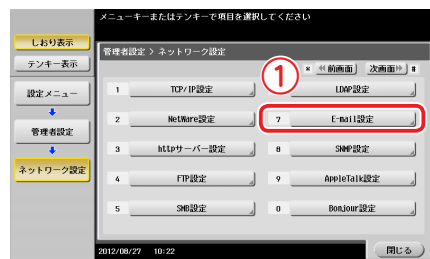 メニューキーまたはテンキーで項目を選択してください
しおり表示
テンキー表示
設定メニュー
管理者設定
ネットワーク設定
管理者設定 > ネットワーク設定
* 前画面 次画面 #
①
1 TCP/IP設定
LDAP設定
2 NetWare設定
7 E-mail設定
3 httpサーバー設定
8 SNMP設定
4 FTP設定
9 AppleTalk設定
5 SMB設定
0 Bonjour設定
2012/08/27 10:22
閉じる